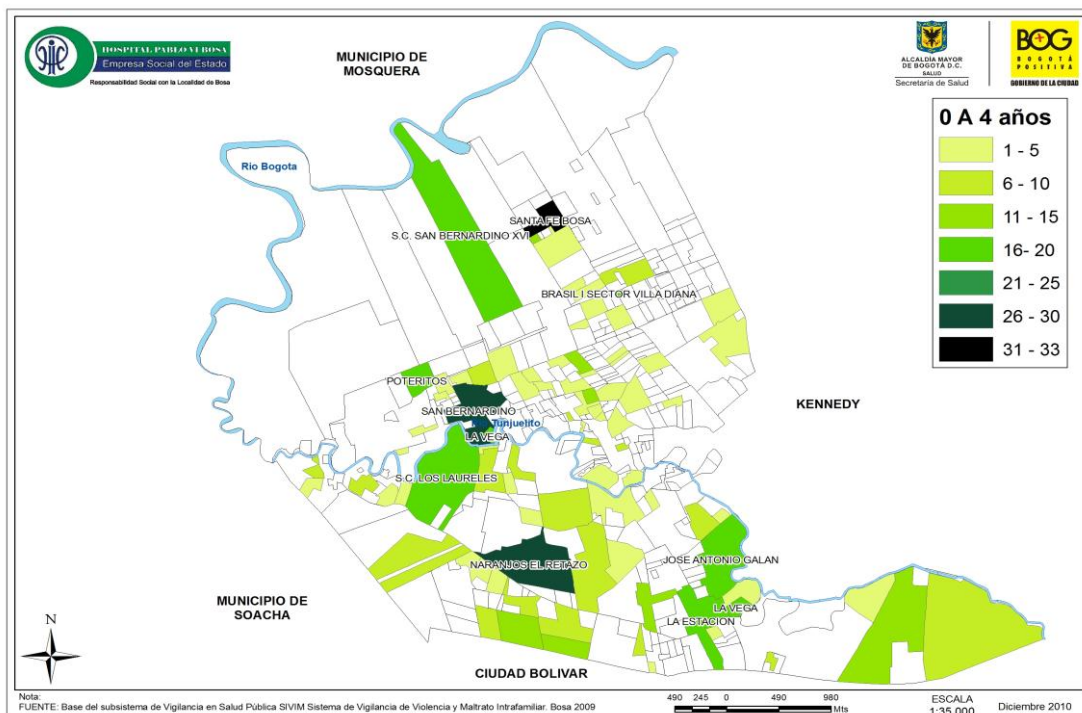 HOSPITAL PABLO VI BOSA
Empresa Social del Estado
Responsabilidad Social con la Localidad de Bosa
MUNICIPIO DE
MOSQUERA
ALCALDÍA MAYOR
DE BOGOTÁ D.C.
SALUD
Secretaría de Salud
BOG
BOGOTÁ
POSITIVA
GOBIERNO DE LA CIUDAD
0 A 4 años
1 - 5
6 - 10
11 - 15
16- 20
21 - 25
26 - 30
31 - 33
Río Bogota
SANTA FE BOSA
S.C. SAN BERNARDINO XVI
BRASIL I SECTOR VILLA DIANA
POTERITOS
SAN BERNARDINO
Tunjuelito
LA VEGA
KENNEDY
S.C. LOS LAURELES
NARANJOS EL RETAZO
JOSE ANTONIO GALAN
LA VEGA
LA ESTACION
MUNICIPIO DE
SOACHA
CIUDAD BOLIVAR
N
Nota:
FUENTE: Base del subsistema de Vigilancia en Salud Pública SIVIM Sistema de Vigilancia de Violencia y Maltrato Intrafamiliar. Bosa 2009
490 245 0 490 980
Mts
ESCALA
1:35.000
Diciembre 2010